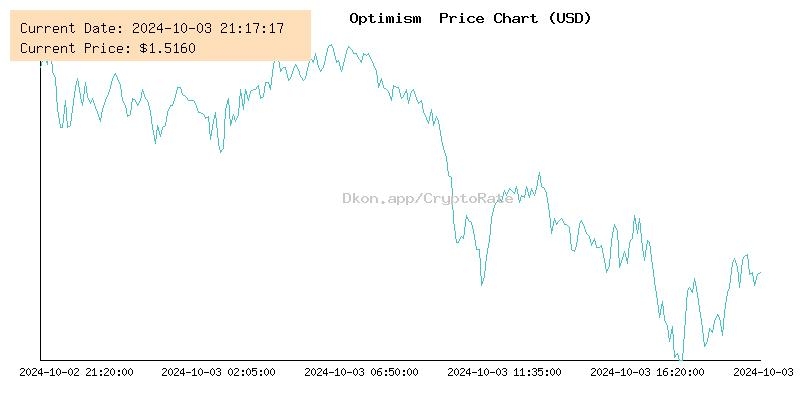 Optimism  Price Chart (USD)
Current Date: 2024-10-03 21:17:17
Current Price: $1.5160
Dkon.app/CryptoRate
2024-10-02 21:20:00 2024-10-03 02:05:00 2024-10-03 06:50:00 2024-10-03 11:35:00 2024-10-03 16:20:00 2024-10-03